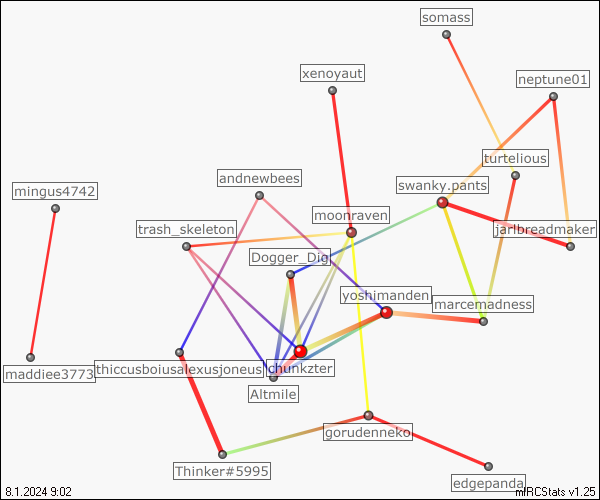 somass
xenoyaut
neptune01
turtelious
andnewbees
mingus4742
swanky.pants
moonraven
trash_skeleton
jarlbreadmaker
Dogger_Dig
yoshimanden
marcemadness
maddiee3773
thiccusboiusalexusjoneus
chunkzter
Altmile
gorudenneko
Thinker#5995
edgepanda
8.1.2024 9:02
mIRCStats v1.25